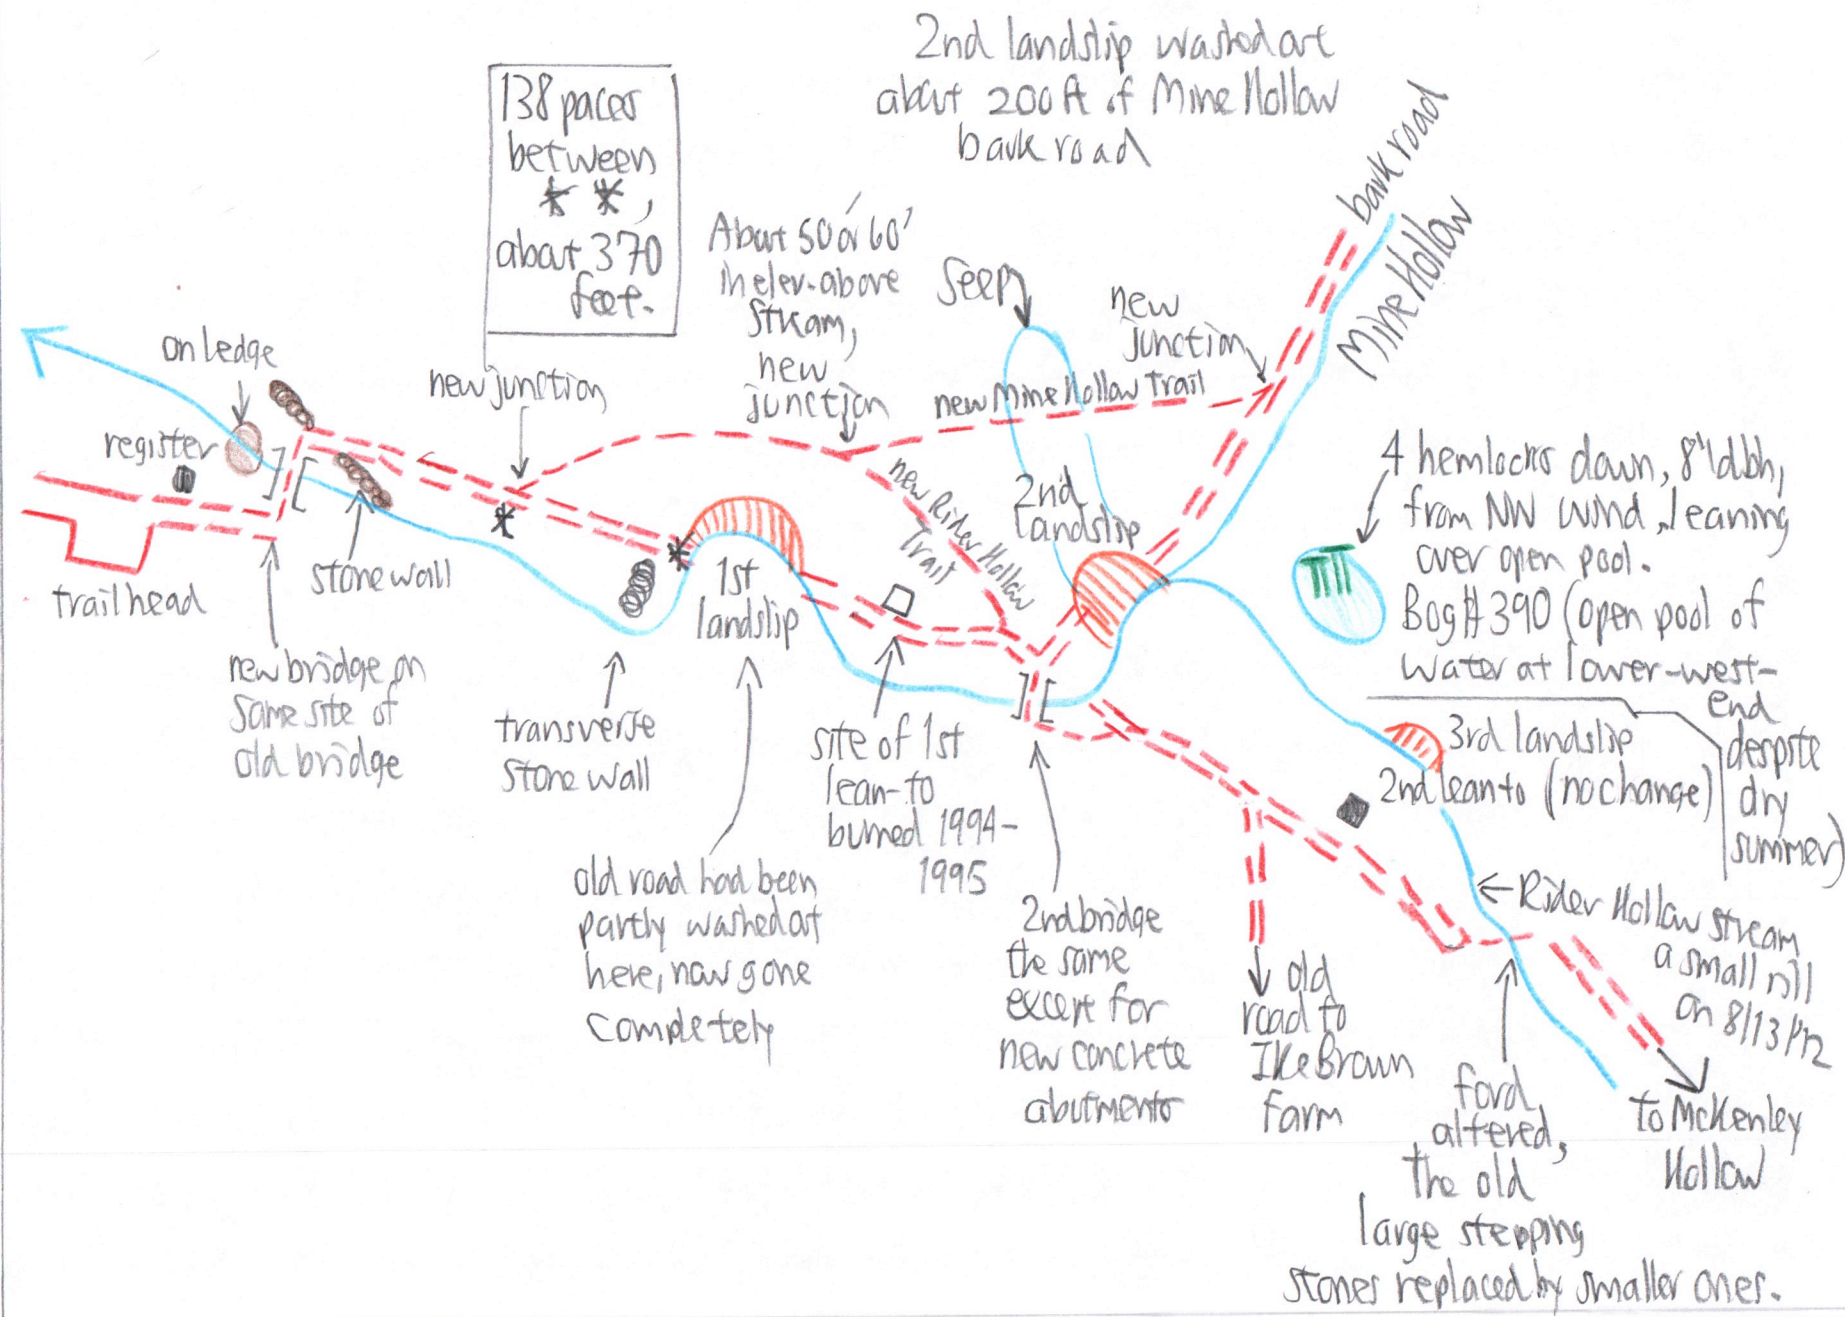 2nd landslip washed out
about 200 ft of Mine Hollow
bark road
138 paces
between
* *,
about 370
feet.
About 50 or 60'
in elev. above
Stream,
new
junction
Seep
new
junction
bark road
Mine Hollow
on ledge
register
new junction
new Mine Hollow Trail
new Rider Hollow
Trail
2nd
landslip
4 hemlocks down, 8" dbh,
from NW wind, leaning
over open pool.
Bog # 390 (open pool of
water at lower-west-
end
despite
dry
summer)
trail head
stone wall
1st
landslip
new bridge on
same site of
old bridge
transverse
stone wall
site of 1st
lean-to
burned 1994-
1995
3rd landslip
2nd leanto (no change)
old road had been
partly washed out
here, now gone
completely
2nd bridge
the same
except for
new concrete
abutments
old
road to
Ike Brown
farm
Rider Hollow stream
a small rill
on 8/13/12
ford
altered,
the old
large stepping
stones replaced by smaller ones.
to McKenley
Hollow